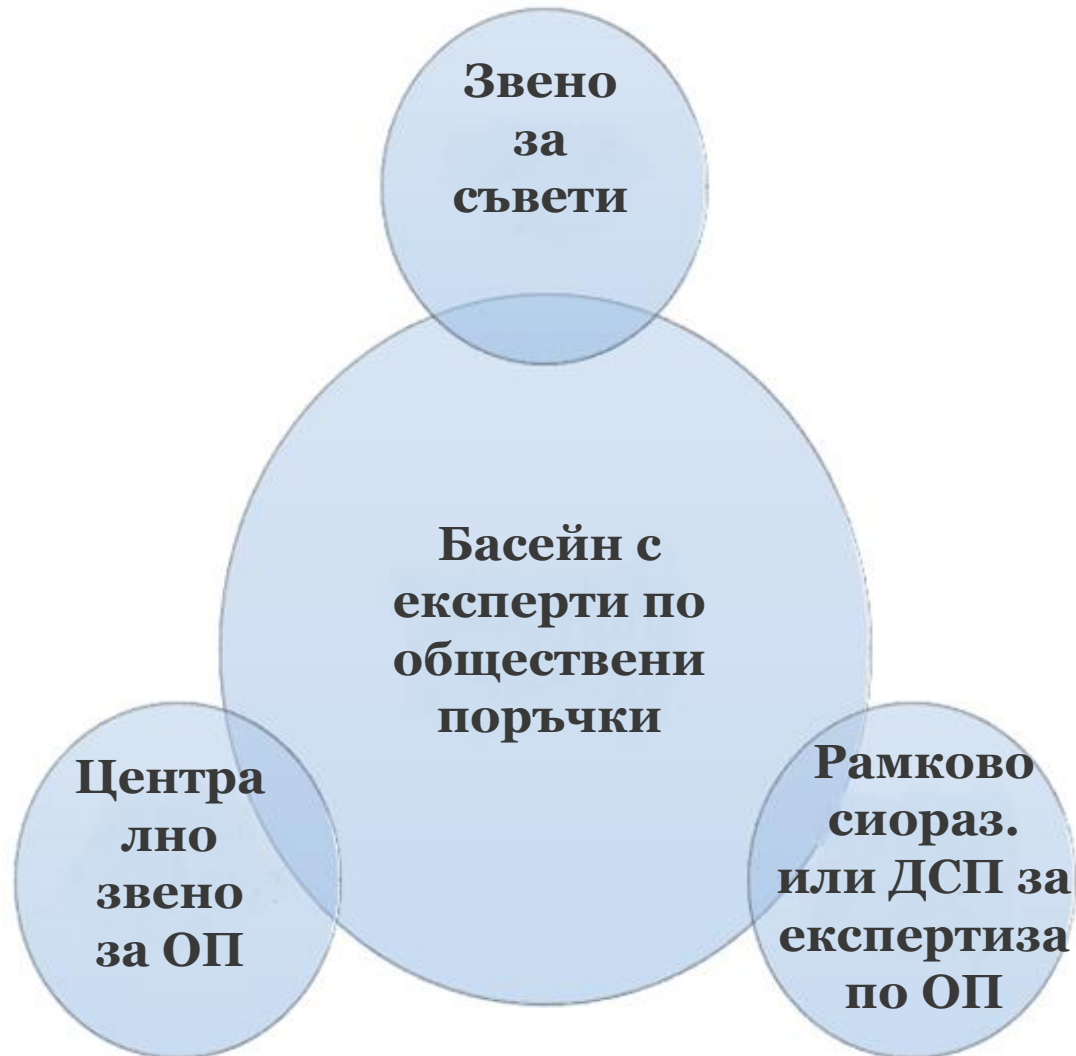 Звено
за
съвети
Басейн с
експерти по
обществени
поръчки
Центра
лно
звено
за ОП
Рамково
сиораз.
или ДСП за
експертиза
по ОП